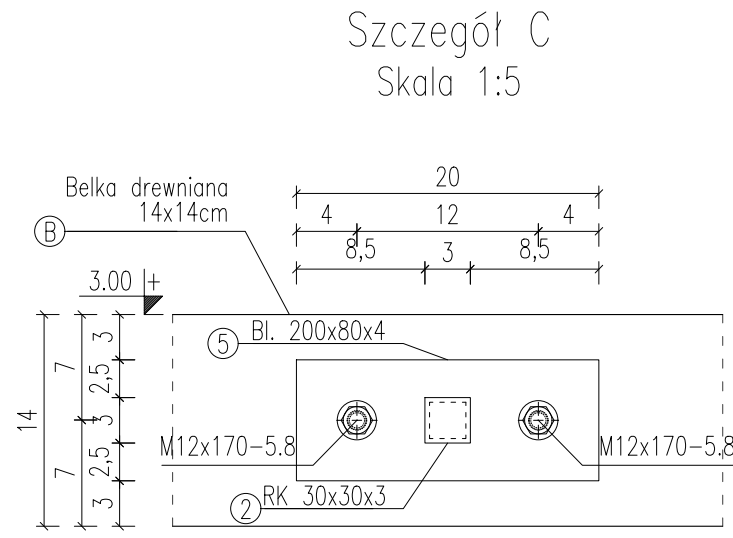 Szczegół C
Skala 1:5
20
Belka drewniana
14x14cm
4 12 4
B
8,5 3 8,5
3.00 +
5 Bl. 200x80x4
14
7
7
3
2,5
3
2,5
3
M12x170-5.8
M12x170-5.8
2 RK 30x30x3